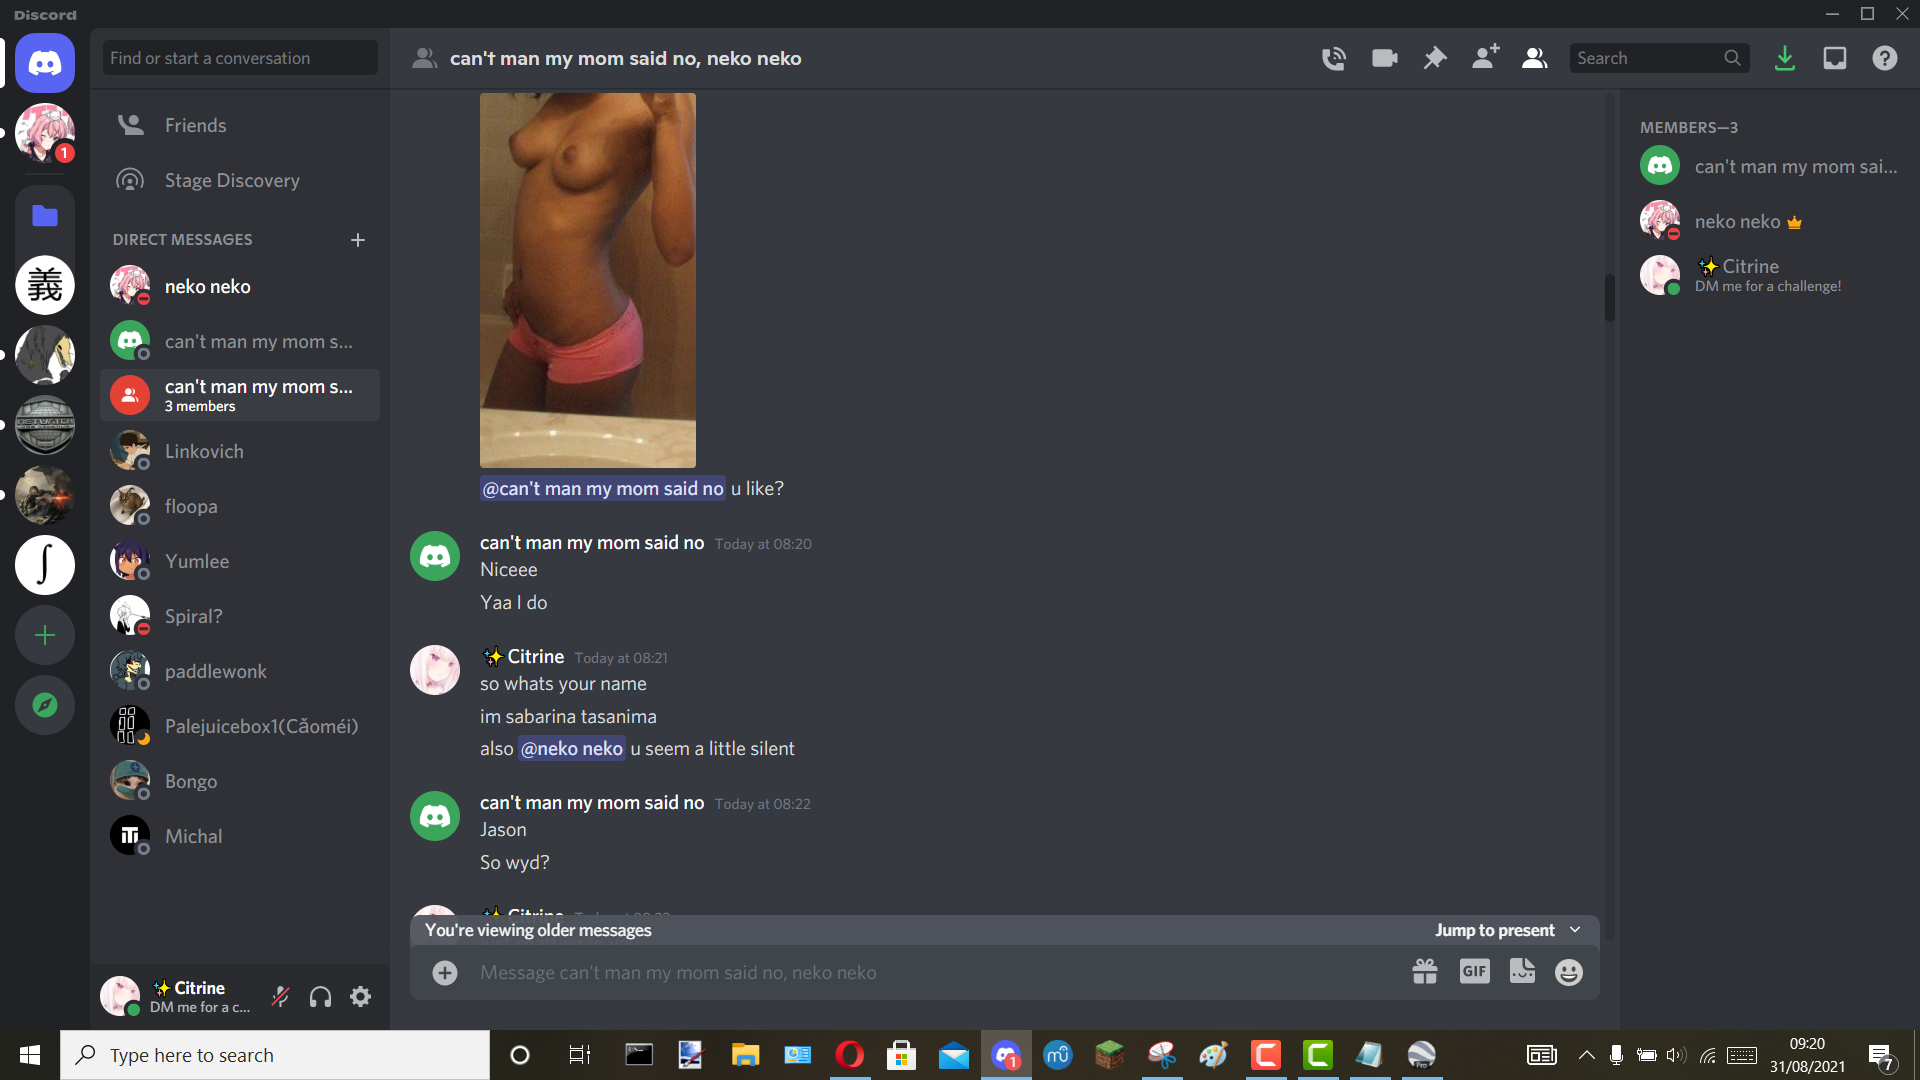 Discord
Find or start a conversation
can't man my mom said no, neko neko
Search
1
Friends
Stage Discovery
DIRECT MESSAGES
neko neko
can't man my mom s...
can't man my mom s...
3 members
Linkovich
floopa
Yumlee
Spiral?
paddlewonk
Palejuicebox1(Cǎoméi)
Bongo
Michal
義
∫
@can't man my mom said no u like?
can't man my mom said no Today at 08:20
Niceee
Yaa I do
Citrine Today at 08:21
so whats your name
im sabarina tasanima
also @neko neko u seem a little silent
can't man my mom said no Today at 08:22
Jason
So wyd?
Citrine
You're viewing older messages
Jump to present
Message can't man my mom said no, neko neko
GIF
MEMBERS—3
can't man my mom sai...
neko neko
Citrine
DM me for a challenge!
Citrine
DM me for a c...
Type here to search
1
09:20
31/08/2021
7